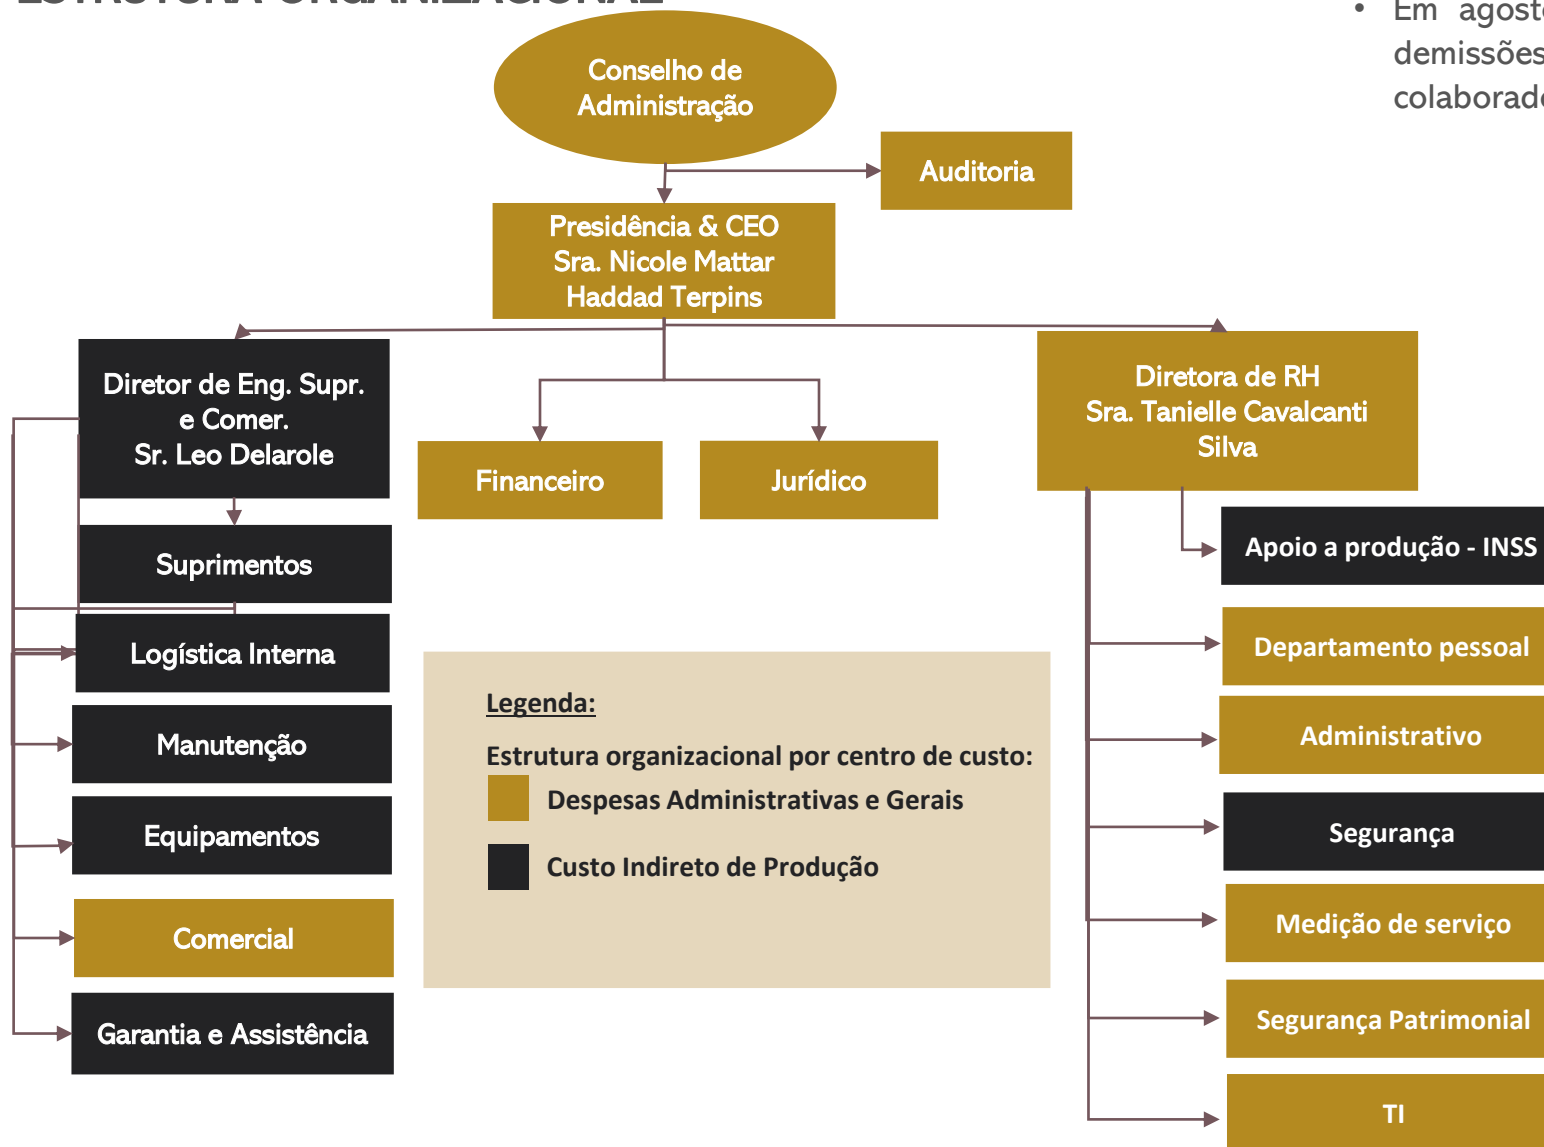 ESTRUTURA ORGANIZACIONAL
• Em
demissões
Conselho de
Administração
Auditoria
Presidência & CEO
Sra. Nicole Mattar
Haddad Terpins
Diretor de Eng. Supr.
e Comer.
Sr. Leo Delarole
Financeiro
Jurídico
Diretora de RH
Sra. Tanielle Cavalcanti
Silva
Suprimentos
Logística Interna
Manutenção
Equipamentos
Comercial
Garantia e Assistência
Legenda:
Estrutura organizacional por centro de custo:
Despesas Administrativas e Gerais
Custo Indireto de Produção
Apoio a produção - INSS
Departamento pessoal
Administrativo
Segurança
Medição de serviço
Segurança Patrimonial
TI